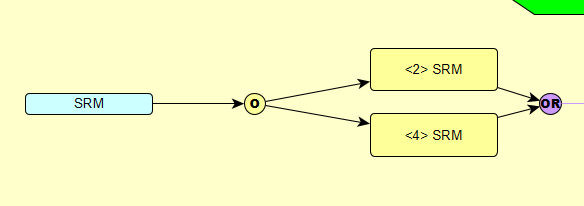 SRM
O
<2> SRM
<4> SRM
OR